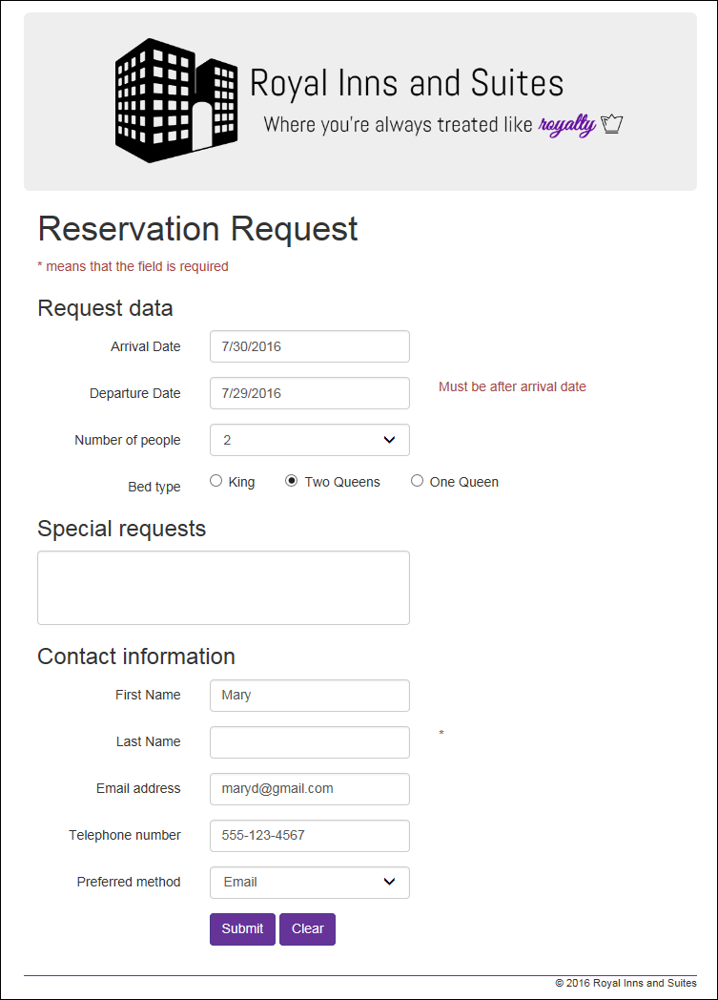 Royal Inns and Suites
Where you're always treated like royalty
Reservation Request
* means that the field is required
Request data
Arrival Date 7/30/2016
Departure Date 7/29/2016 Must be after arrival date
Number of people 2
Bed type King Two Queens One Queen
Special requests
Contact information
First Name Mary
Last Name *
Email address maryd@gmail.com
Telephone number 555-123-4567
Preferred method Email
Submit Clear
© 2016 Royal Inns and Suites